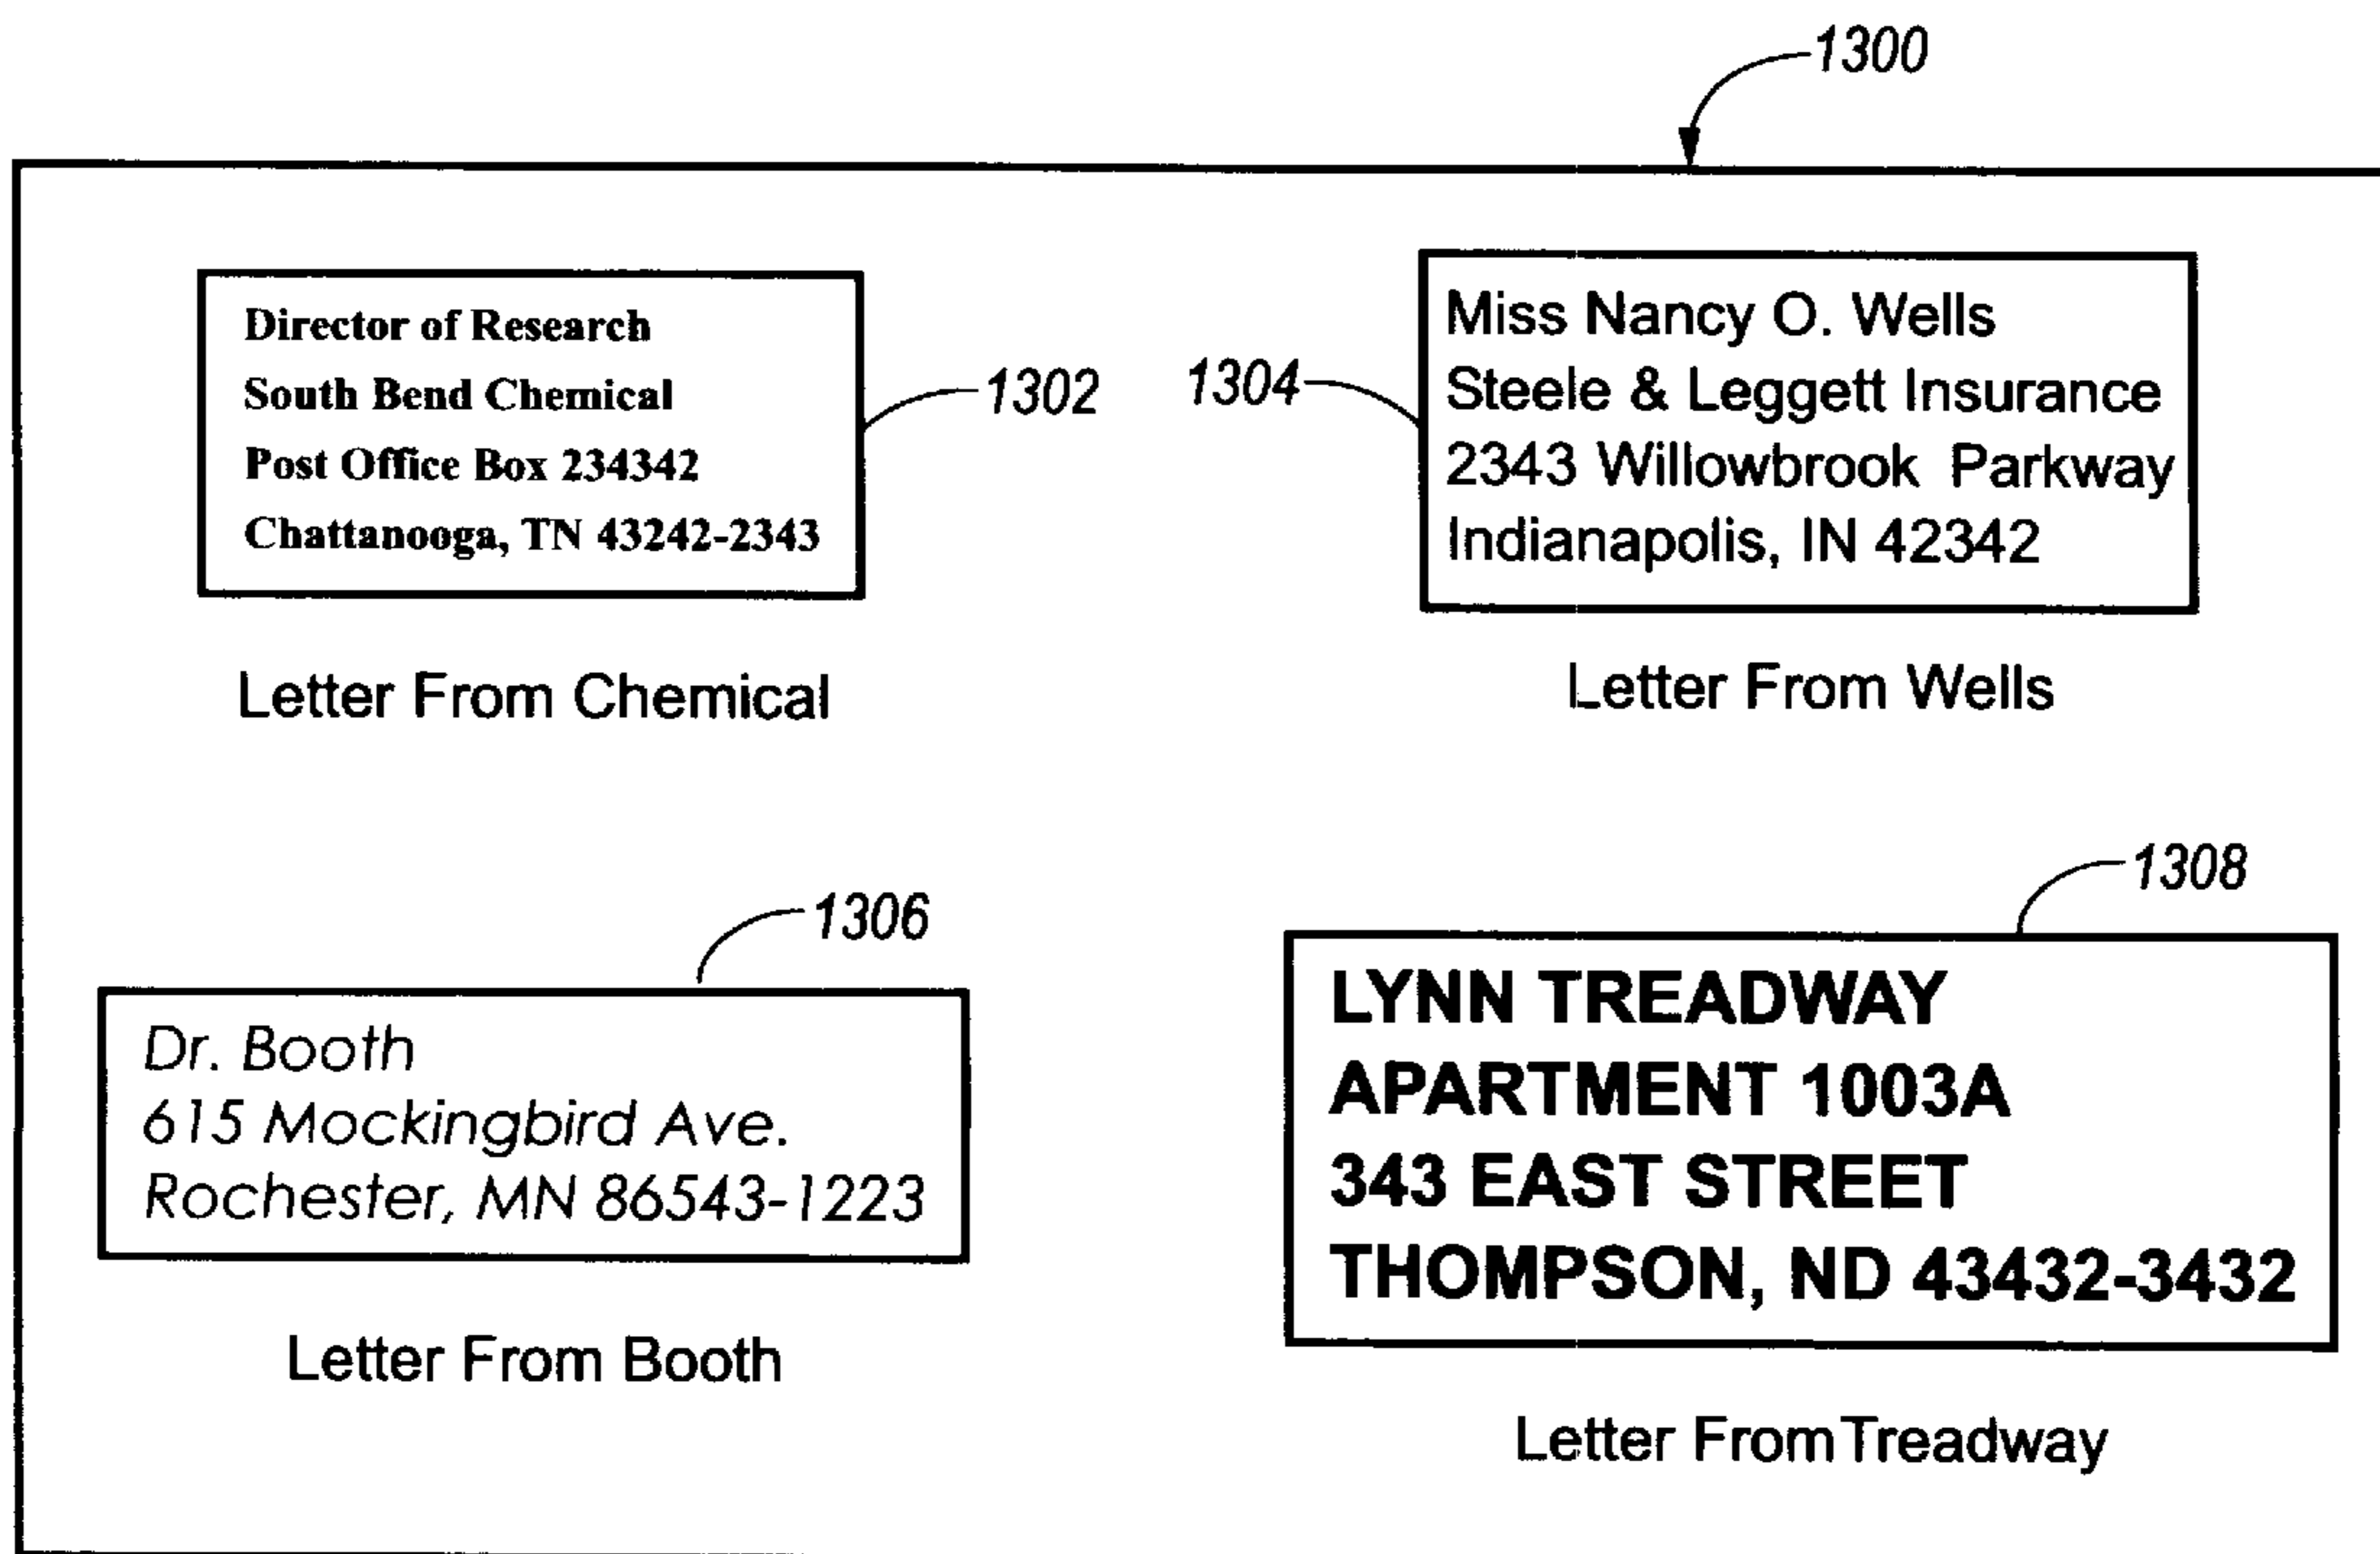 1300
Director of Research
South Bend Chemical
Post Office Box 234342
Chattanooga, TN 43242-2343
1302
Letter From Chemical
1304
Miss Nancy O. Wells
Steele & Leggett Insurance
2343 Willowbrook Parkway
Indianapolis, IN 42342
Letter From Wells
1306
Dr. Booth
615 Mockingbird Ave.
Rochester, MN 86543-1223
Letter From Booth
1308
LYNN TREADWAY
APARTMENT 1003A
343 EAST STREET
THOMPSON, ND 43432-3432
Letter From Treadway